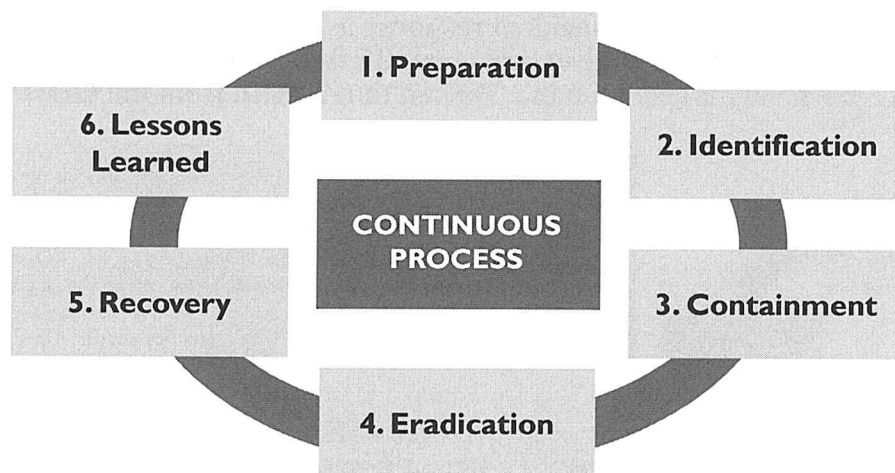 1. Preparation
2. Identification
3. Containment
4. Eradication
5. Recovery
6. Lessons
Learned
CONTINUOUS
PROCESS